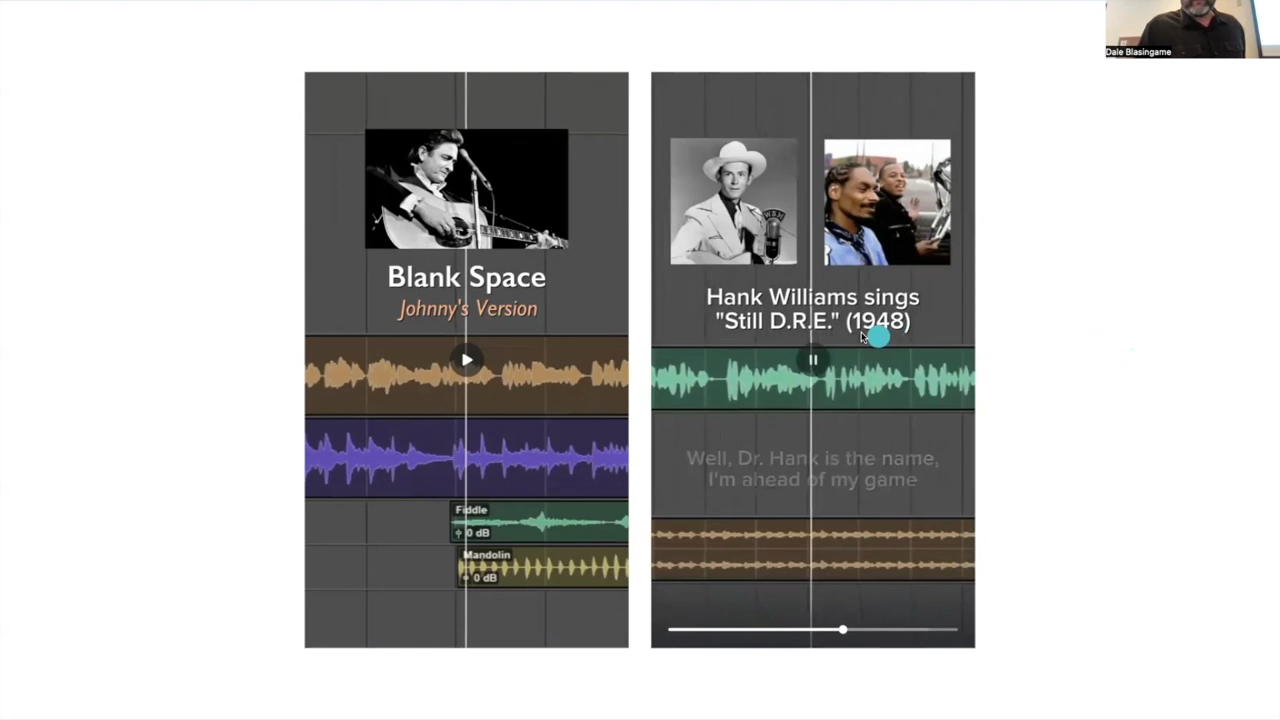 Dale Blasingame
Blank Space
Johnny's Version
Fiddle
0 dB
Mandolin
0 dB
WSM
Hank Williams sings
"Still D.R.E." (1948)
Well, Dr. Hank is the name,
I'm ahead of my game